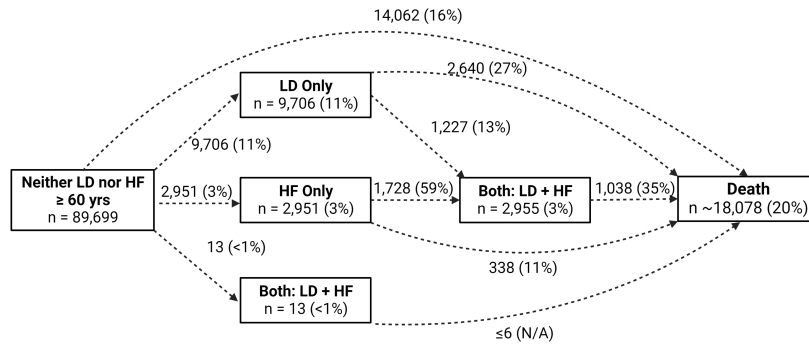 14,062 (16%)
2,640 (27%)
LD Only
n = 9,706 (11%)
9,706 (11%)
1,227 (13%)
Neither LD nor HF
≥ 60 yrs
n = 89,699
2,951 (3%)
HF Only
n = 2,951 (3%)
1,728 (59%)
Both: LD + HF
n = 2,955 (3%)
1,038 (35%)
Death
n ~18,078 (20%)
13 (<1%)
338 (11%)
Both: LD + HF
n = 13 (<1%)
≤6 (N/A)